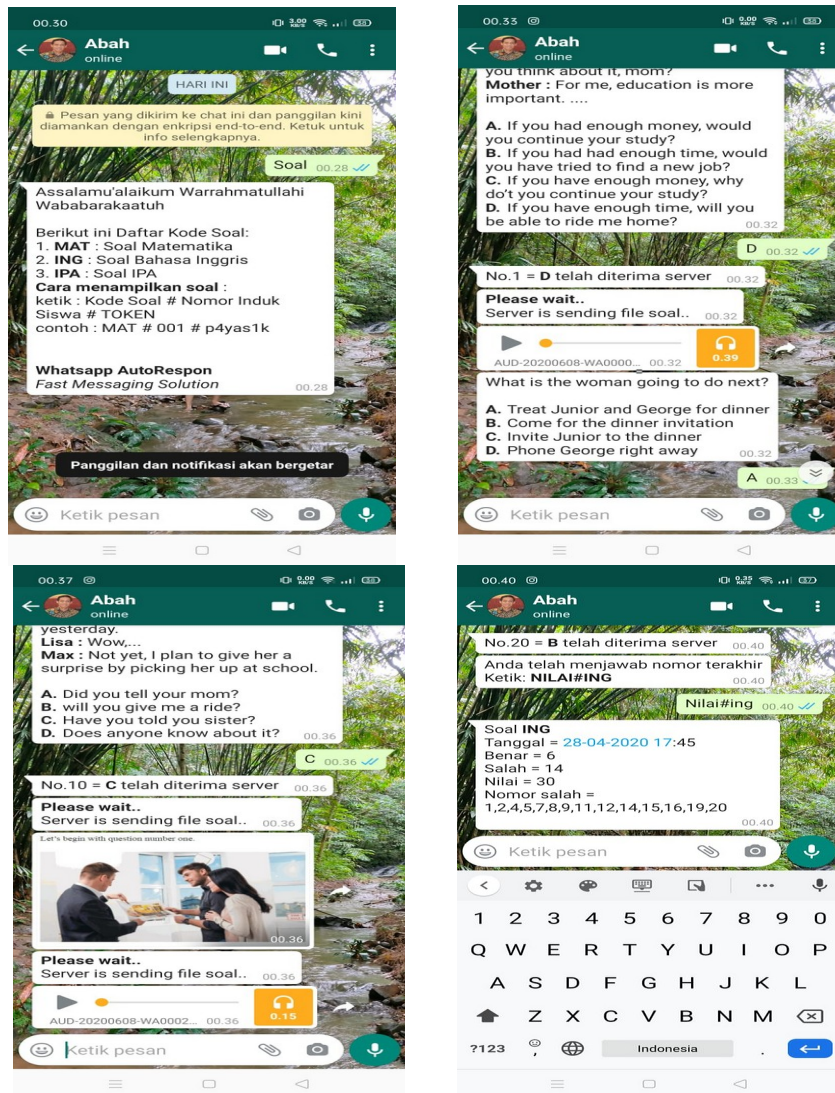 00.30
3.00 KB/S
Abah
online
HARI INI
Pesan yang dikirim ke chat ini dan panggilan kini
diamankan dengan enkripsi end-to-end. Ketuk untuk
info selengkapnya.
Soal 00.28
Assalamu'alaikum Warrahmatullahi
Wababarakaatuh
Berikut ini Daftar Kode Soal:
1. MAT : Soal Matematika
2. ING : Soal Bahasa Inggris
3. IPA : Soal IPA
Cara menampilkan soal :
ketik : Kode Soal # Nomor Induk
Siswa # TOKEN
contoh : MAT # 001 # p4yas1k
Whatsapp AutoRespon
Fast Messaging Solution 00.28
Panggilan dan notifikasi akan bergetar
Ketik pesan
00.33
0.90 KB/S
Abah
online
you think about it, mom?
Mother : For me, education is more
important. ....
A. If you had enough money, would
you continue your study?
B. If you had had enough time, would
you have tried to find a new job?
C. If you have enough money, why
do't you continue your study?
D. If you have enough time, will you
be able to ride me home? 00.32
D 00.32
No.1 = D telah diterima server 00.32
Please wait..
Server is sending file soal.. 00.32
0.39
AUD-20200608-WA0000... 00.32
What is the woman going to do next?
A. Treat Junior and George for dinner
B. Come for the dinner invitation
C. Invite Junior to the dinner
D. Phone George right away 00.32
A 00.33
Ketik pesan
00.37
0.00 KB/S
Abah
online
yesterday.
Lisa : Wow,...
Max : Not yet, I plan to give her a
surprise by picking her up at school.
A. Did you tell your mom?
B. will you give me a ride?
C. Have you told you sister?
D. Does anyone know about it? 00.36
C 00.36
No.10 = C telah diterima server 00.36
Please wait..
Server is sending file soal.. 00.36
Let's begin with question number one.
00.36
Please wait..
Server is sending file soal.. 00.36
0.15
AUD-20200608-WA0002... 00.36
Ketik pesan
00.40
0.35 KB/S
37
Abah
online
No.20 = B telah diterima server 00.40
Anda telah menjawab nomor terakhir
Ketik: NILAI#ING 00.40
Nilai#ing 00.40
Soal ING
Tanggal = 28-04-2020 17:45
Benar = 6
Salah = 14
Nilai = 30
Nomor salah =
1,2,4,5,7,8,9,11,12,14,15,16,19,20
00.40
Ketik pesan
1 2 3 4 5 6 7 8 9 0
Q W E R T Y U I O P
A S D F G H J K L
Z X C V B N M
?123 , Indonesia .